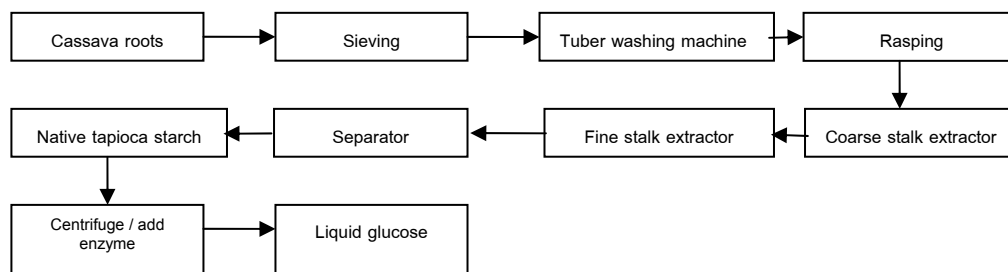 Cassava roots
Sieving
Tuber washing machine
Rasping
Coarse stalk extractor
Fine stalk extractor
Separator
Native tapioca starch
Centrifuge / add
enzyme
Liquid glucose